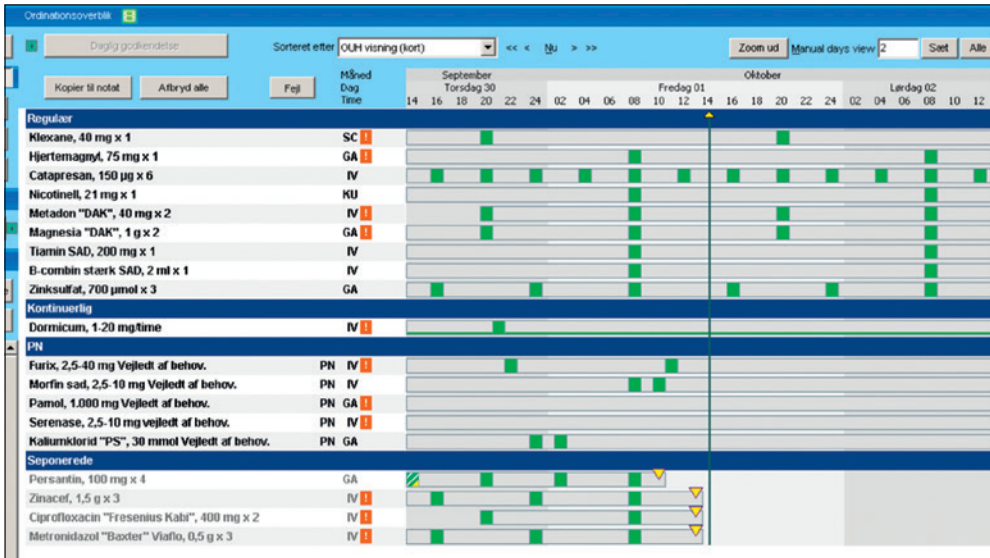 Ordinationsoverblik
Daglig godkendelse Sorteret efter OUH visning (kort) << < Nu > >> Zoom ud Manual days view 2 Sæt Alle
Kopier til notat Afbryd alle Fejl
Måned September Oktober
Dag Torsdag 30 Fredag 01 Lørdag 02
Time 14 16 18 20 22 24 02 04 06 08 10 12 14 16 18 20 22 24 02 04 06 08 10 12
Regulær
Klexane, 40 mg x 1 SC !
Hjertemagnyl, 75 mg x 1 GA !
Catapresan, 150 µg x 6 IV
Nicotinell, 21 mg x 1 KU
Metadon "DAK", 40 mg x 2 IV !
Magnesia "DAK", 1 g x 2 GA !
Tiamin SAD, 200 mg x 1 IV
B-combin stærk SAD, 2 ml x 1 IV
Zinksulfat, 700 µmol x 3 GA
Kontinuerlig
Dormicum, 1-20 mg/time IV !
PN
Furix, 2,5-40 mg Vejledt af behov. PN IV !
Morfin sad, 2,5-10 mg Vejledt af behov. PN IV
Pamol, 1.000 mg Vejledt af behov. PN GA !
Serenase, 2,5-10 mg vejledt af behov. PN IV !
Kaliumklorid "PS", 30 mmol Vejledt af behov. PN GA
Seponerede
Persantin, 100 mg x 4 GA
Zinacef, 1,5 g x 3 IV !
Ciprofloxacin "Fresenius Kabi", 400 mg x 2 IV !
Metronidazol "Baxter" Viaflo, 0,5 g x 3 IV !